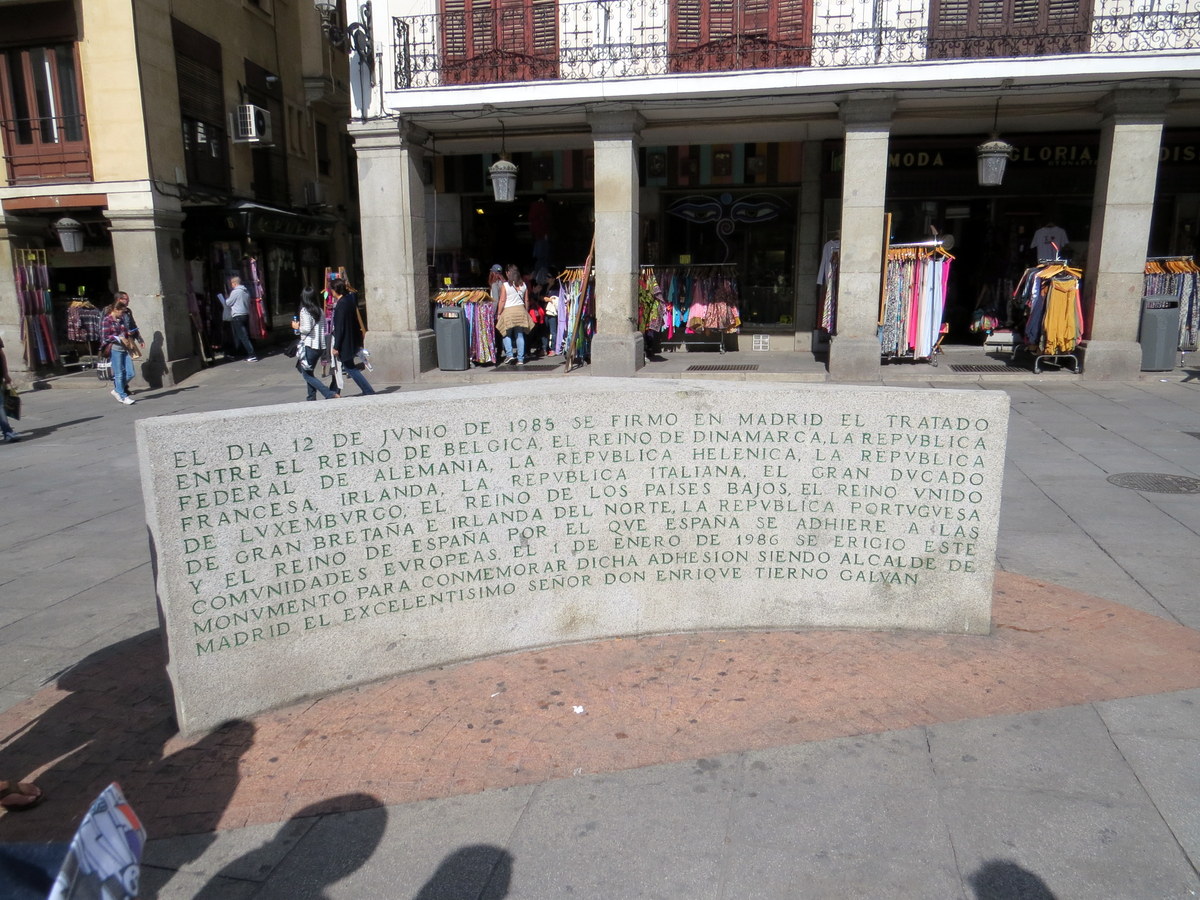 MODA
GLORIA
DIS
EL DIA 12 DE JVNIO DE 1985 SE FIRMO EN MADRID EL TRATADO
ENTRE EL REINO DE BELGICA, EL REINO DE DINAMARCA, LA REPVBLICA
FEDERAL DE ALEMANIA, LA REPVBLICA HELENICA, LA REPVBLICA
FRANCESA, IRLANDA, LA REPVBLICA ITALIANA, EL GRAN DVCADO
DE LVXEMBVRGO, EL REINO DE LOS PAISES BAJOS, EL REINO VNIDO
DE GRAN BRETAÑA E IRLANDA DEL NORTE, LA REPVBLICA PORTVGVESA
Y EL REINO DE ESPAÑA POR EL QVE ESPAÑA SE ADHIERE A LAS
COMVNIDADES EVROPEAS. EL 1 DE ENERO DE 1986 SE ERIGIO ESTE
MONVMENTO PARA CONMEMORAR DICHA ADHESION SIENDO ALCALDE DE
MADRID EL EXCELENTISIMO SEÑOR DON ENRIQVE TIERNO GALVAN